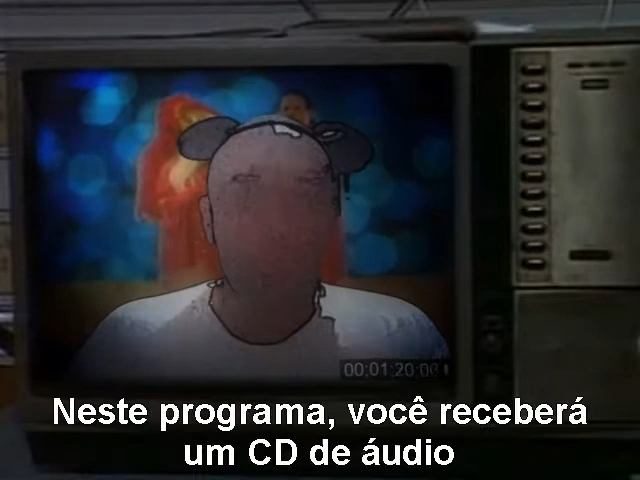 00:01:20:00
Neste programa, você receberá
um CD de áudio